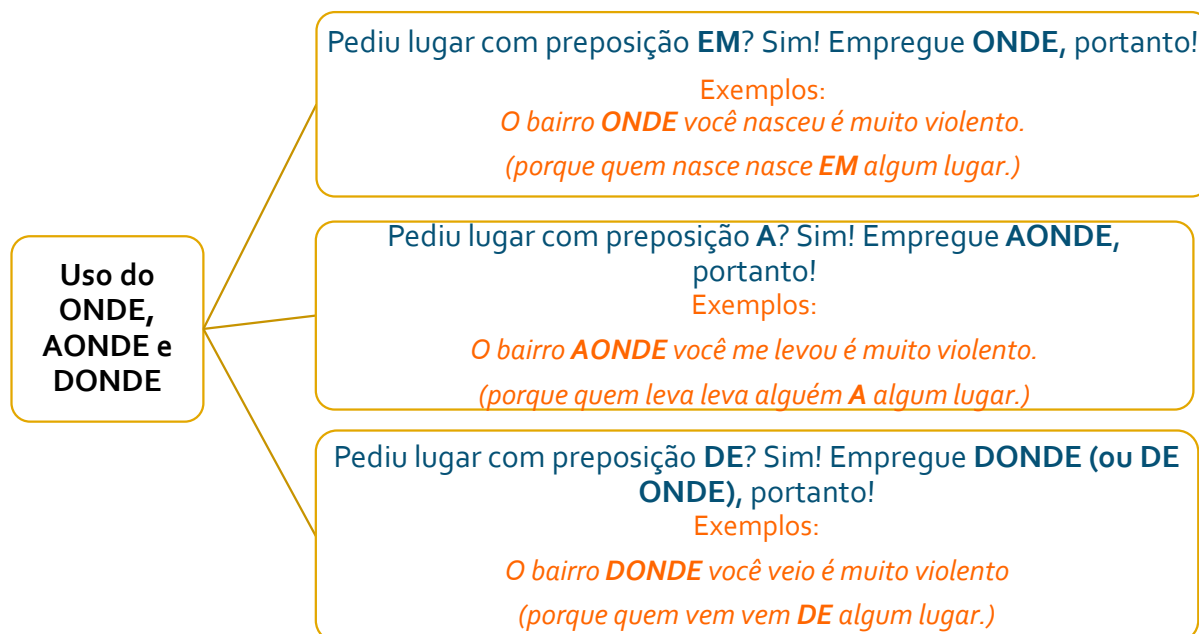 Uso do
ONDE,
AONDE e
DONDE
Pediu lugar com preposição EM? Sim! Empregue ONDE, portanto!
Exemplos:
O bairro ONDE você nasceu é muito violento.
(porque quem nasce nasce EM algum lugar.)
Pediu lugar com preposição A? Sim! Empregue AONDE,
portanto!
Exemplos:
O bairro AONDE você me levou é muito violento.
(porque quem leva leva alguém A algum lugar.)
Pediu lugar com preposição DE? Sim! Empregue DONDE (ou DE
ONDE), portanto!
Exemplos:
O bairro DONDE você veio é muito violento
(porque quem vem vem DE algum lugar.)